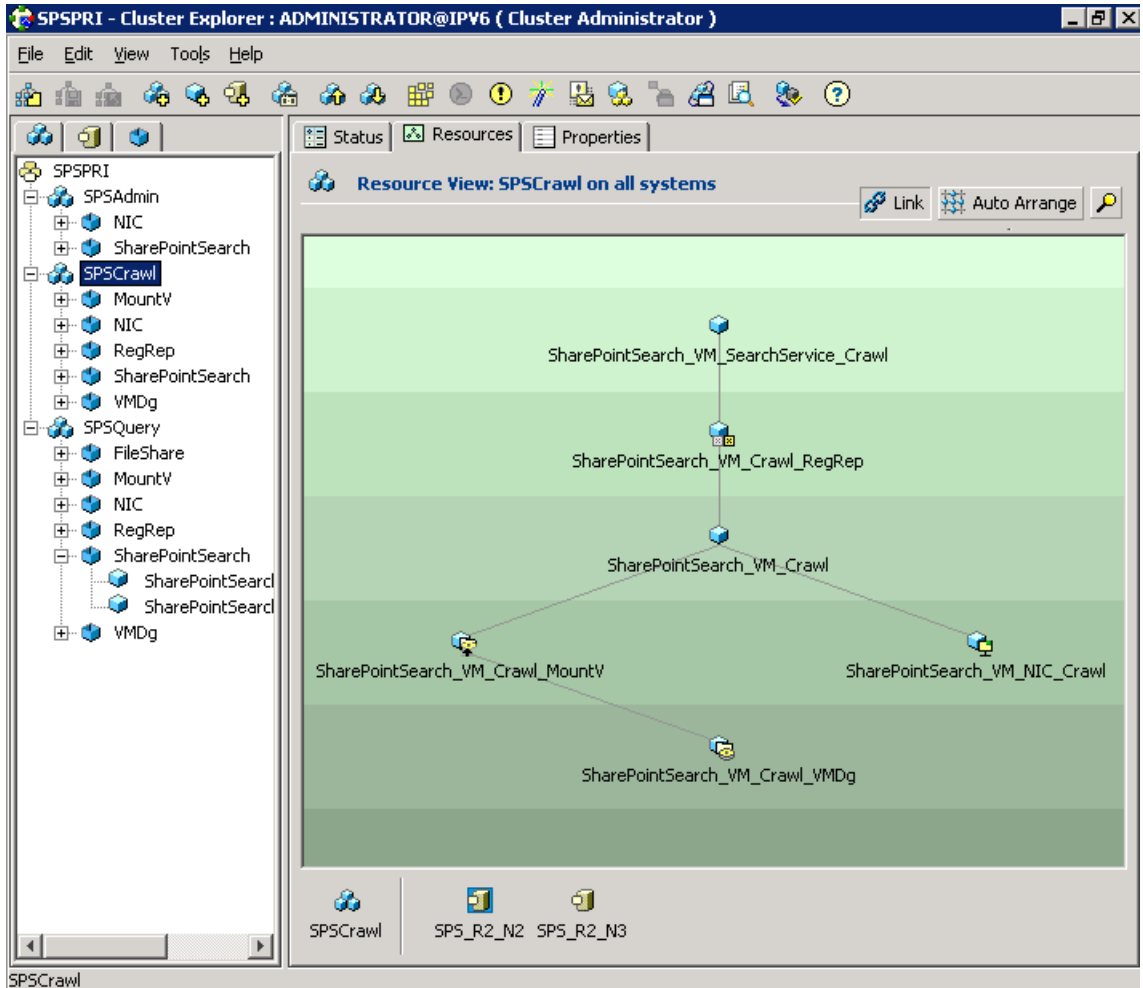 SPSPRI - Cluster Explorer : ADMINISTRATOR@IPV6 ( Cluster Administrator )
File Edit View Tools Help
Status Resources Properties
SPSPRI
SPSAdmin
NIC
SharePointSearch
SPSCrawl
MountV
NIC
RegRep
SharePointSearch
VMDg
SPSQuery
FileShare
MountV
NIC
RegRep
SharePointSearch
SharePointSearcl
SharePointSearcl
VMDg
Resource View: SPSCrawl on all systems
Link Auto Arrange
SharePointSearch_VM_SearchService_Crawl
SharePointSearch_VM_Crawl_RegRep
SharePointSearch_VM_Crawl
SharePointSearch_VM_Crawl_MountV SharePointSearch_VM_NIC_Crawl
SharePointSearch_VM_Crawl_VMDg
SPSCrawl SPS_R2_N2 SPS_R2_N3
SPSCrawl